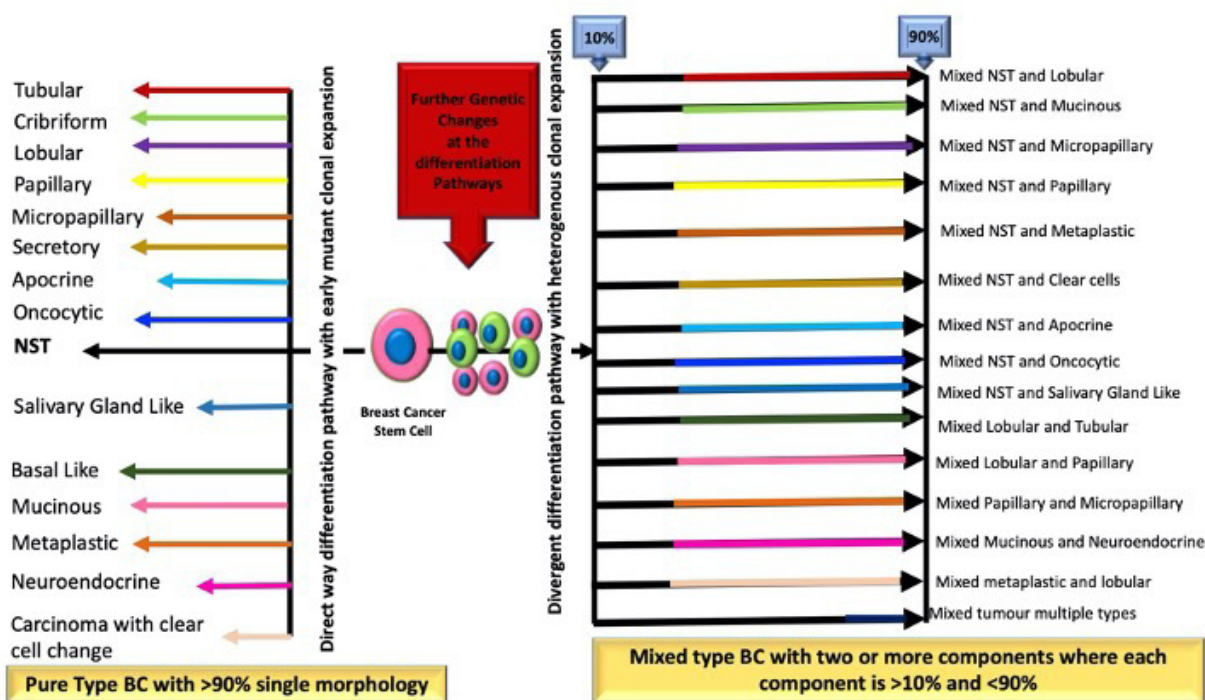 Tubular
Cribriform
Lobular
Papillary
Micropapillary
Secretory
Apocrine
Oncocytic
NST
Salivary Gland Like
Basal Like
Mucinous
Metaplastic
Neuroendocrine
Carcinoma with clear
cell change
Pure Type BC with >90% single morphology
Direct way differentiation pathway with early mutant clonal expansion
Further Genetic
Changes
at the
differentiation
Pathways
Breast Cancer
Stem Cell
Divergent differentiation pathway with heterogenous clonal expansion
10%
90%
Mixed NST and Lobular
Mixed NST and Mucinous
Mixed NST and Micropapillary
Mixed NST and Papillary
Mixed NST and Metaplastic
Mixed NST and Clear cells
Mixed NST and Apocrine
Mixed NST and Oncocytic
Mixed NST and Salivary Gland Like
Mixed Lobular and Tubular
Mixed Lobular and Papillary
Mixed Papillary and Micropapillary
Mixed Mucinous and Neuroendocrine
Mixed metaplastic and lobular
Mixed tumour multiple types
Mixed type BC with two or more components where each
component is >10% and <90%